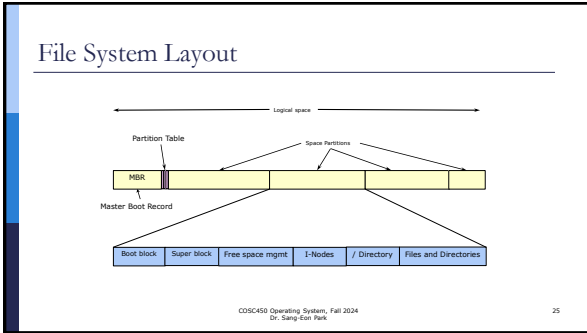 File System Layout
Logical space
Partition Table
Space Partitions
MBR
Master Boot Record
Boot block
Super block
Free space mgmt
I-Nodes
/ Directory
Files and Directories
COSC450 Operating System, Fall 2024
Dr. Sang-Eon Park
25